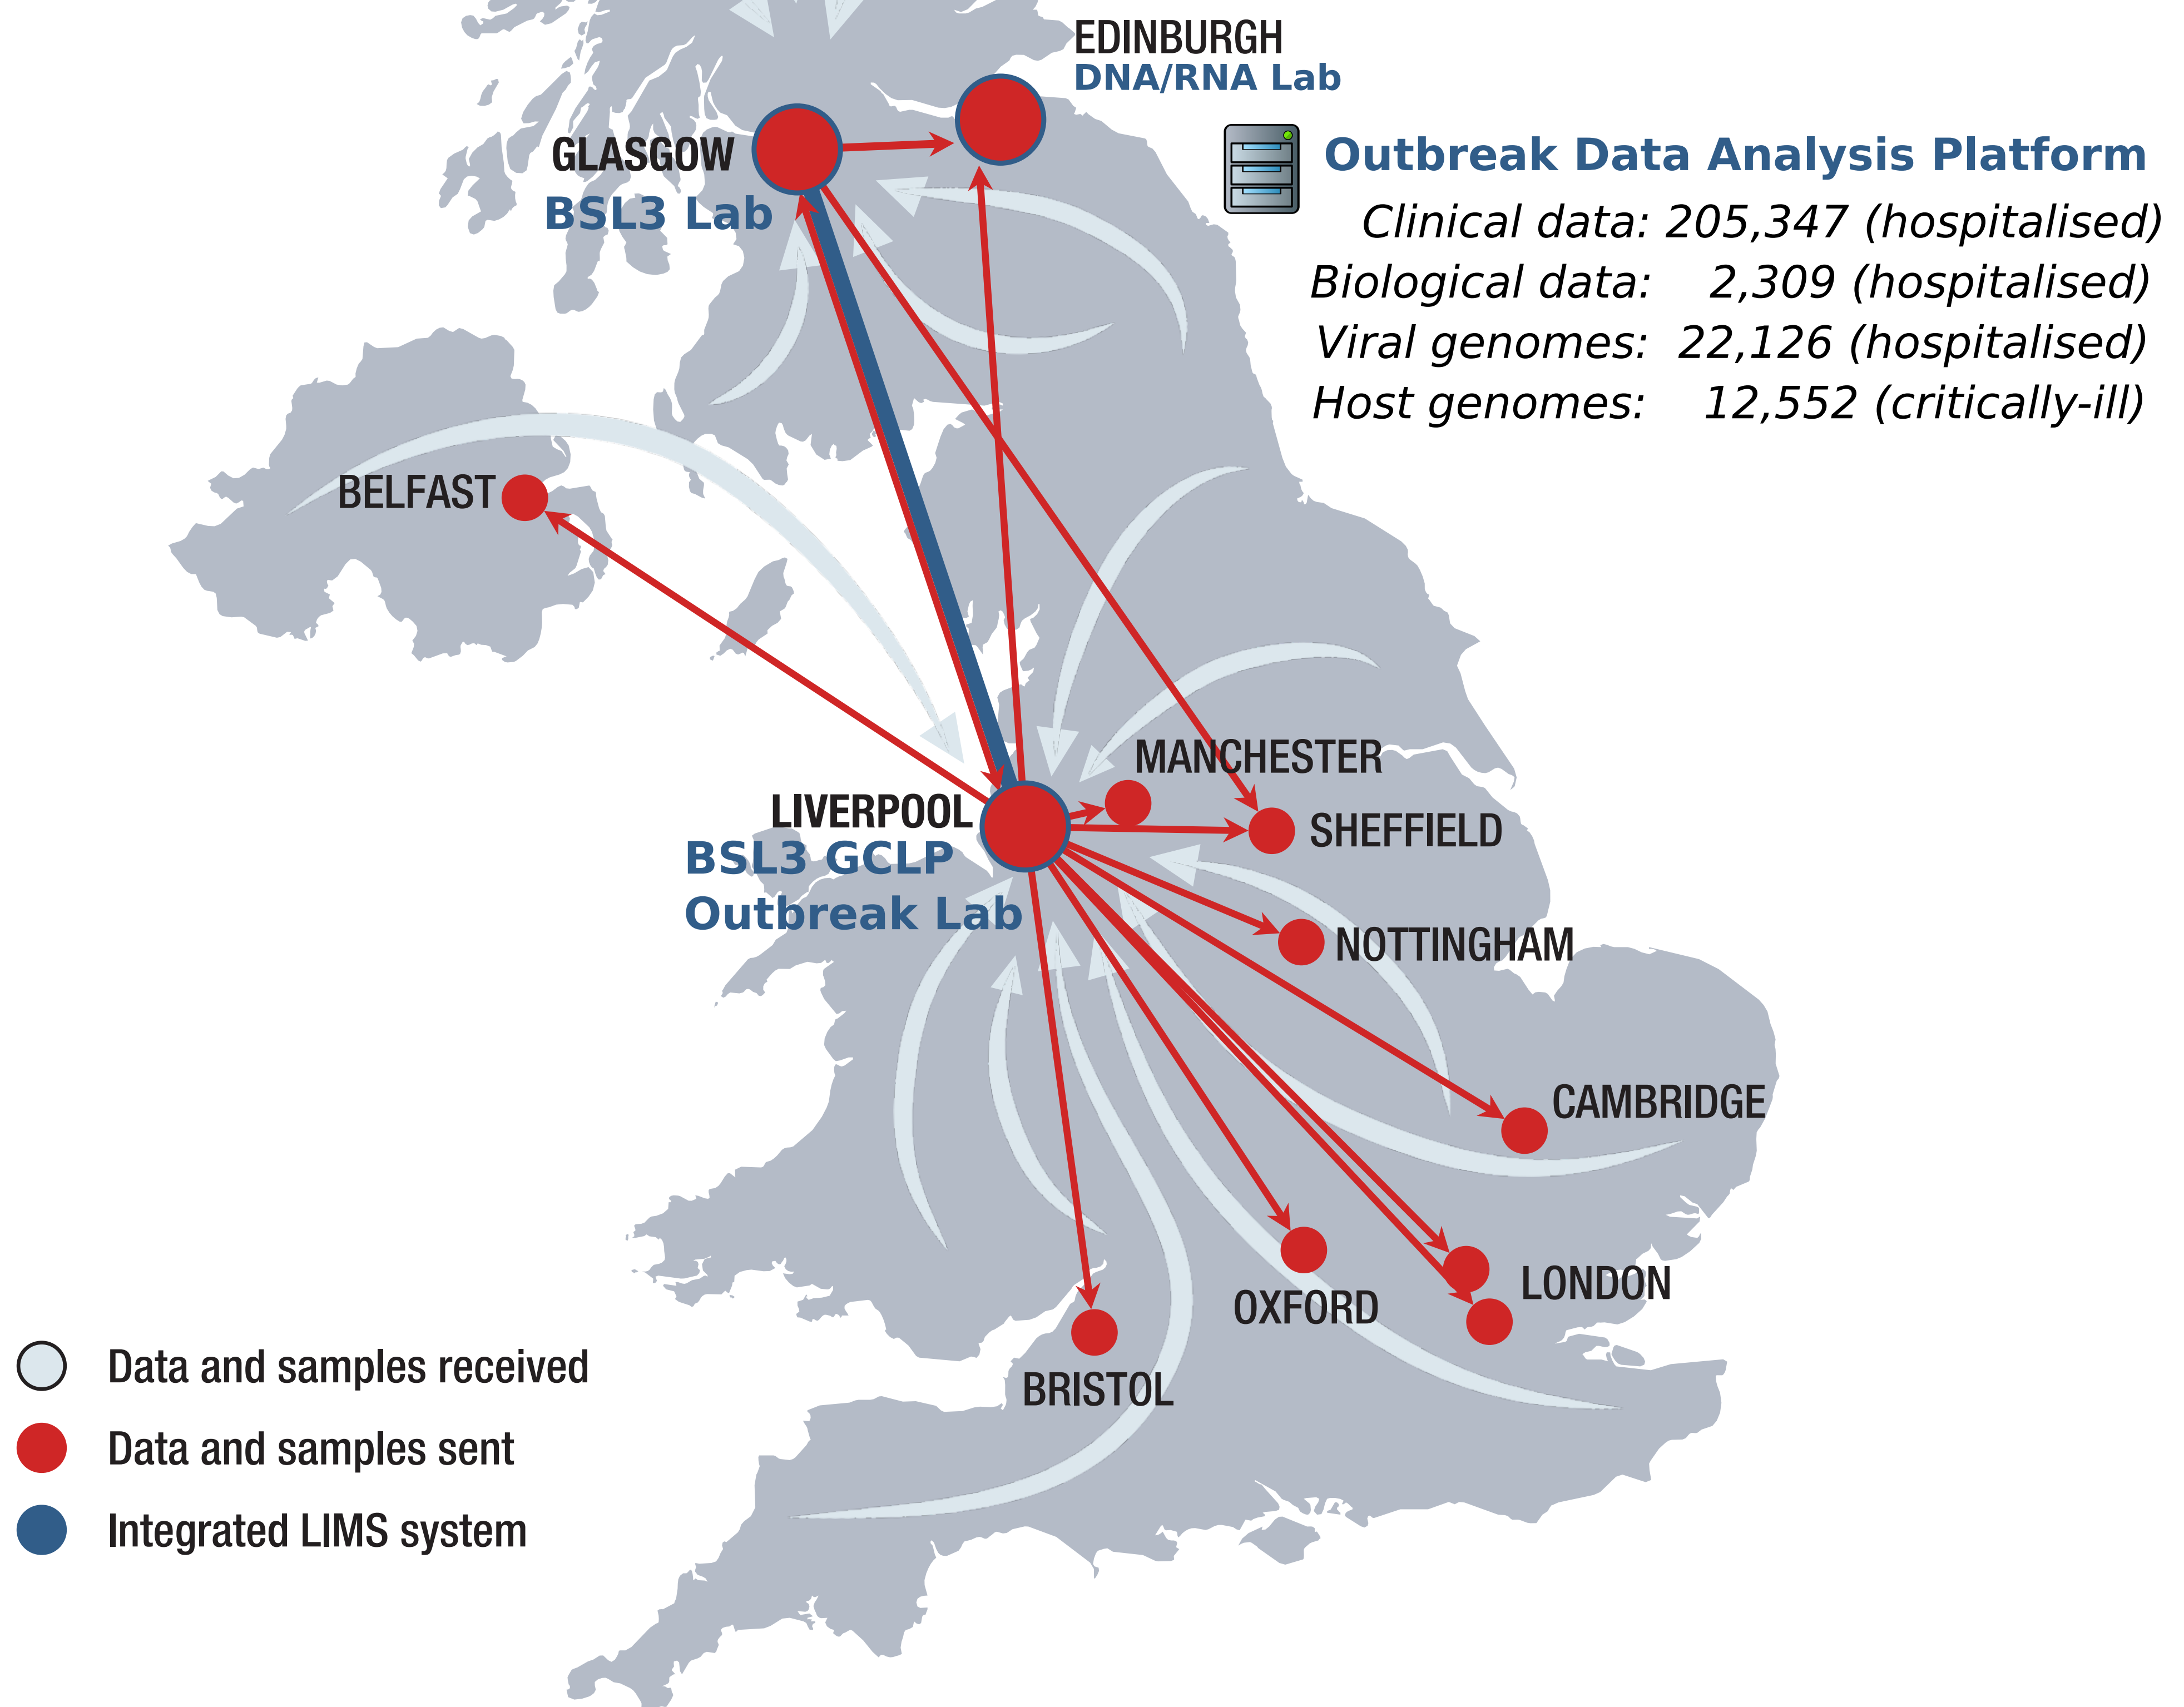 EDINBURGH
DNA/RNA Lab
GLASGOW
BSL3 Lab
Outbreak Data Analysis Platform
Clinical data: 205,347 (hospitalised)
Biological data: 2,309 (hospitalised)
Viral genomes: 22,126 (hospitalised)
Host genomes: 12,552 (critically-ill)
BELFAST
MANCHESTER
LIVERPOOL
BSL3 GCLP
Outbreak Lab
SHEFFIELD
NOTTINGHAM
CAMBRIDGE
LONDON
OXFORD
BRISTOL
Data and samples received
Data and samples sent
Integrated LIMS system